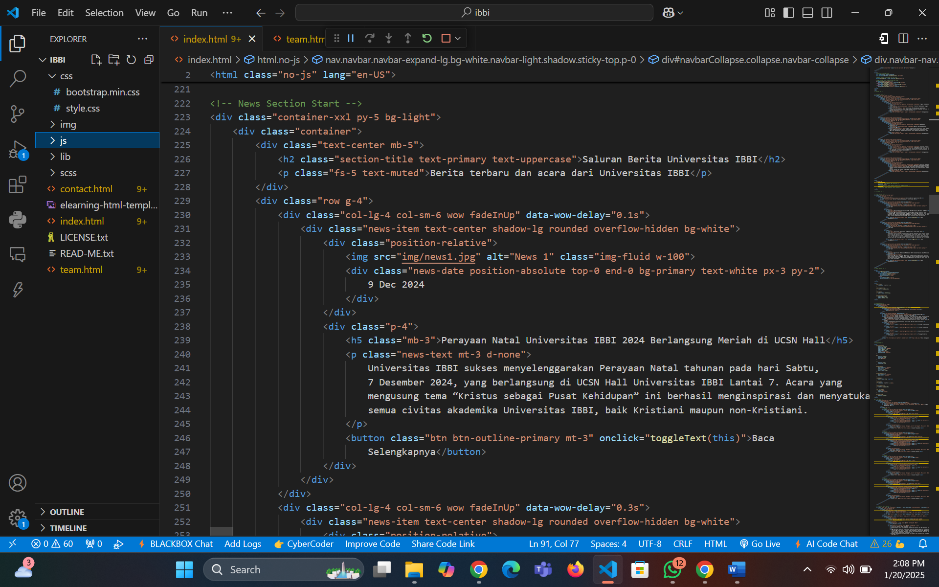 File Edit Selection View Go Run ··· ibbi
EXPLORER ···
index.html 9+
team.htm
IBBI
index.html > html.no-js > nav.navbar.navbar-expand-lg.bg-white.navbar-light.shadow.sticky-top.p-0 > div#navbarCollapse.collapse.navbar-collapse > div.navbar-nav.
css
bootstrap.min.css
style.css
img
js
lib
scss
contact.html 9+
elearning-html-templ...
index.html 9+
LICENSE.txt
READ-ME.txt
team.html 9+
OUTLINE
TIMELINE
2 <html class="no-js" lang="en-US">
221
222 <!-- News Section Start -->
223 <div class="container-xxl py-5 bg-light">
224 <div class="container">
225 <div class="text-center mb-5">
226 <h2 class="section-title text-primary text-uppercase">Saluran Berita Universitas IBBI</h2>
227 <p class="fs-5 text-muted">Berita terbaru dan acara dari Universitas IBBI</p>
228 </div>
229 <div class="row g-4">
230 <div class="col-lg-4 col-sm-6 wow fadeInUp" data-wow-delay="0.1s">
231 <div class="news-item text-center shadow-lg rounded overflow-hidden bg-white">
232 <div class="position-relative">
233 <img src="img/news1.jpg" alt="News 1" class="img-fluid w-100">
234 <div class="news-date position-absolute top-0 end-0 bg-primary text-white px-3 py-2">
235 9 Dec 2024
236 </div>
237 </div>
238 <div class="p-4">
239 <h5 class="mb-3">Perayaan Natal Universitas IBBI 2024 Berlangsung Meriah di UCSN Hall</h5>
240 <p class="news-text mt-3 d-none">
241 Universitas IBBI sukses menyelenggarakan Perayaan Natal tahunan pada hari Sabtu,
242 7 Desember 2024, yang berlangsung di UCSN Hall Universitas IBBI Lantai 7. Acara yang
243 mengusung tema “Kristus sebagai Pusat Kehidupan” ini berhasil menginspirasi dan menyatuka
244 semua civitas akademika Universitas IBBI, baik Kristiani maupun non-Kristiani.
245 </p>
246 <button class="btn btn-outline-primary mt-3" onclick="toggleText(this)">Baca
247 Selengkapnya</button>
248 </div>
249 </div>
250 </div>
251 <div class="col-lg-4 col-sm-6 wow fadeInUp" data-wow-delay="0.3s">
252 <div class="news-item text-center shadow-lg rounded overflow-hidden bg-white">
253 <div class="position-relative">
0 60 0 BLACKBOX Chat Add Logs CyberCoder Improve Code Share Code Link Ln 91, Col 77 Spaces: 4 UTF-8 CRLF HTML Go Live AI Code Chat 26
3 Search 12 2:08 PM
1/20/2025